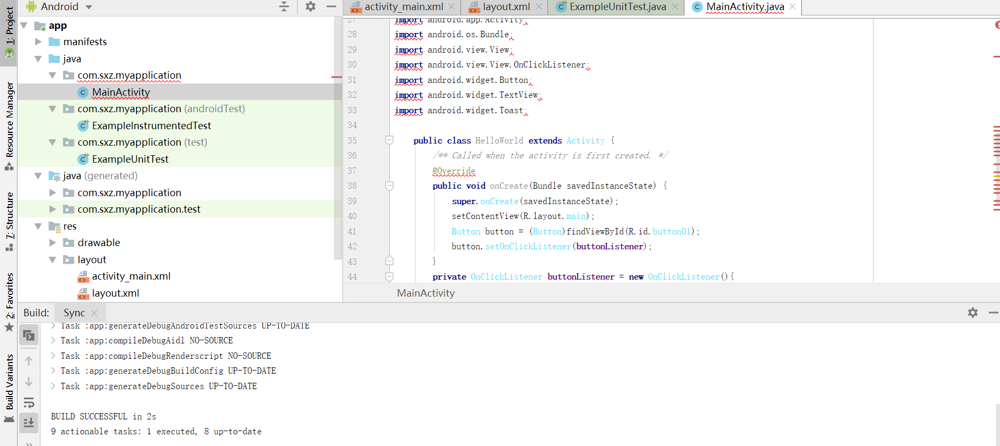 Android
activity_main.xml
layout.xml
ExampleUnitTest.java
MainActivity.java
1: Project
Resource Manager
7: Structure
2: Favorites
Build Variants
app
manifests
java
com.sxz.myapplication
MainActivity
com.sxz.myapplication (androidTest)
ExampleInstrumentedTest
com.sxz.myapplication (test)
ExampleUnitTest
java (generated)
com.sxz.myapplication
com.sxz.myapplication.test
res
drawable
layout
activity_main.xml
layout.xml
27 import android.app.Activity;
28 import android.os.Bundle;
29 import android.view.View;
30 import android.view.View.OnClickListener;
31 import android.widget.Button;
32 import android.widget.TextView;
33 import android.widget.Toast;
34
35 public class HelloWorld extends Activity {
36 /** Called when the activity is first created. */
37 @Override
38 public void onCreate(Bundle savedInstanceState) {
39 super.onCreate(savedInstanceState);
40 setContentView(R.layout.main);
41 Button button = (Button)findViewById(R.id.button01);
42 button.setOnClickListener(buttonListener);
43 }
44 private OnClickListener buttonListener = new OnClickListener(){
MainActivity
Build: Sync
> Task :app:generateDebugAndroidTestSources UP-TO-DATE
> Task :app:compileDebugAidl NO-SOURCE
> Task :app:compileDebugRenderscript NO-SOURCE
> Task :app:generateDebugBuildConfig UP-TO-DATE
> Task :app:generateDebugSources UP-TO-DATE
BUILD SUCCESSFUL in 2s
9 actionable tasks: 1 executed, 8 up-to-date